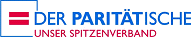 DER PARITÄTISCHE
UNSER SPITZENVERBAND